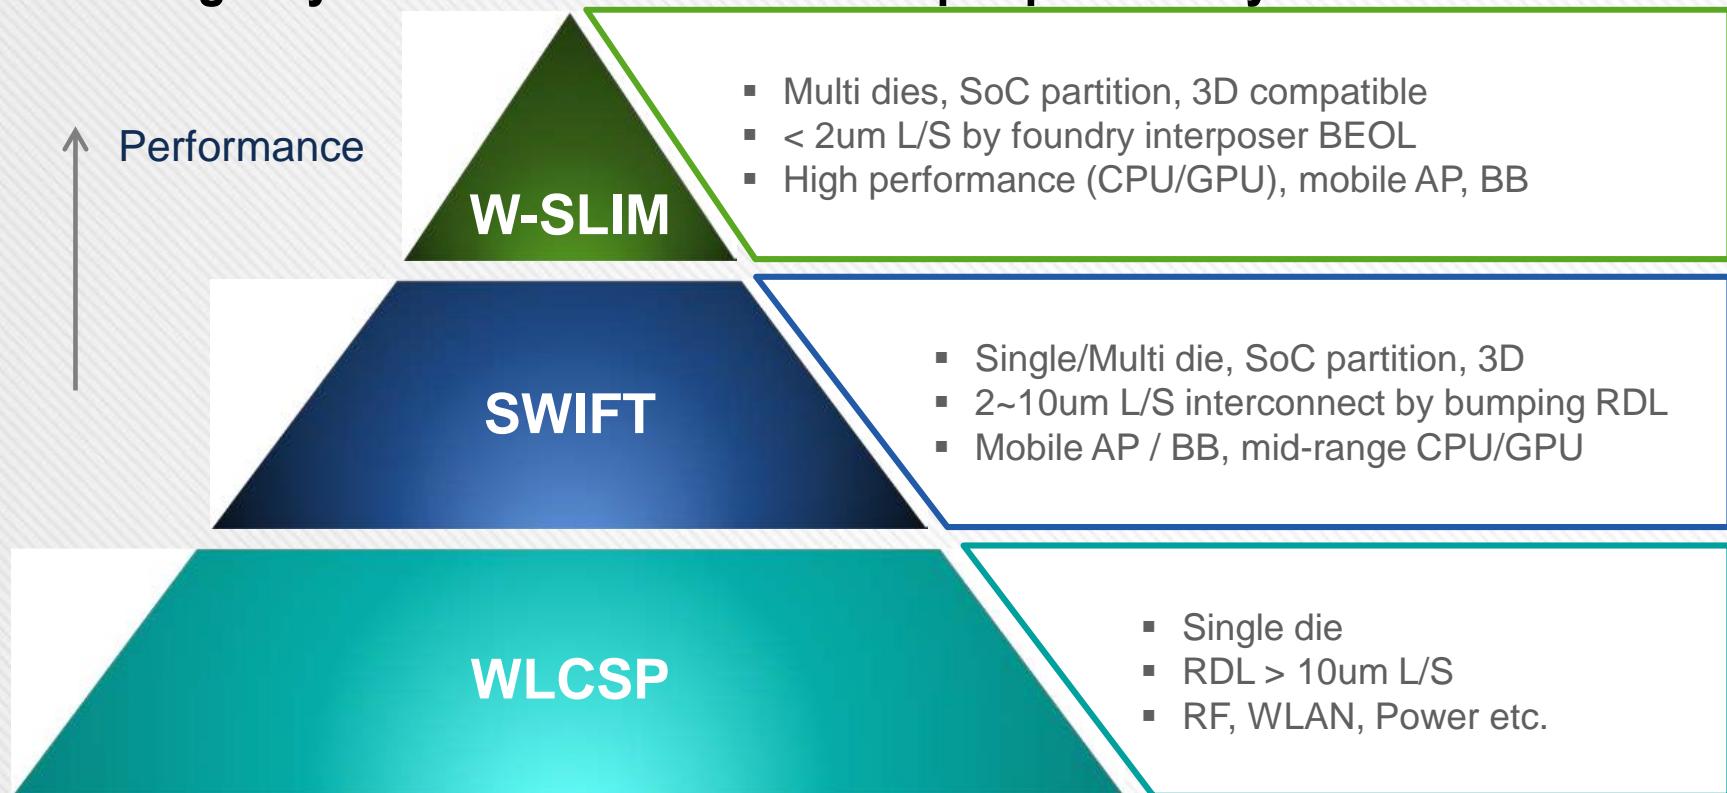 Performance
W-SLIM
▪ Multi dies, SoC partition, 3D compatible
▪ < 2um L/S by foundry interposer BEOL
▪ High performance (CPU/GPU), mobile AP, BB
SWIFT
▪ Single/Multi die, SoC partition, 3D
▪ 2~10um L/S interconnect by bumping RDL
▪ Mobile AP / BB, mid-range CPU/GPU
WLCSP
▪ Single die
▪ RDL > 10um L/S
▪ RF, WLAN, Power etc.